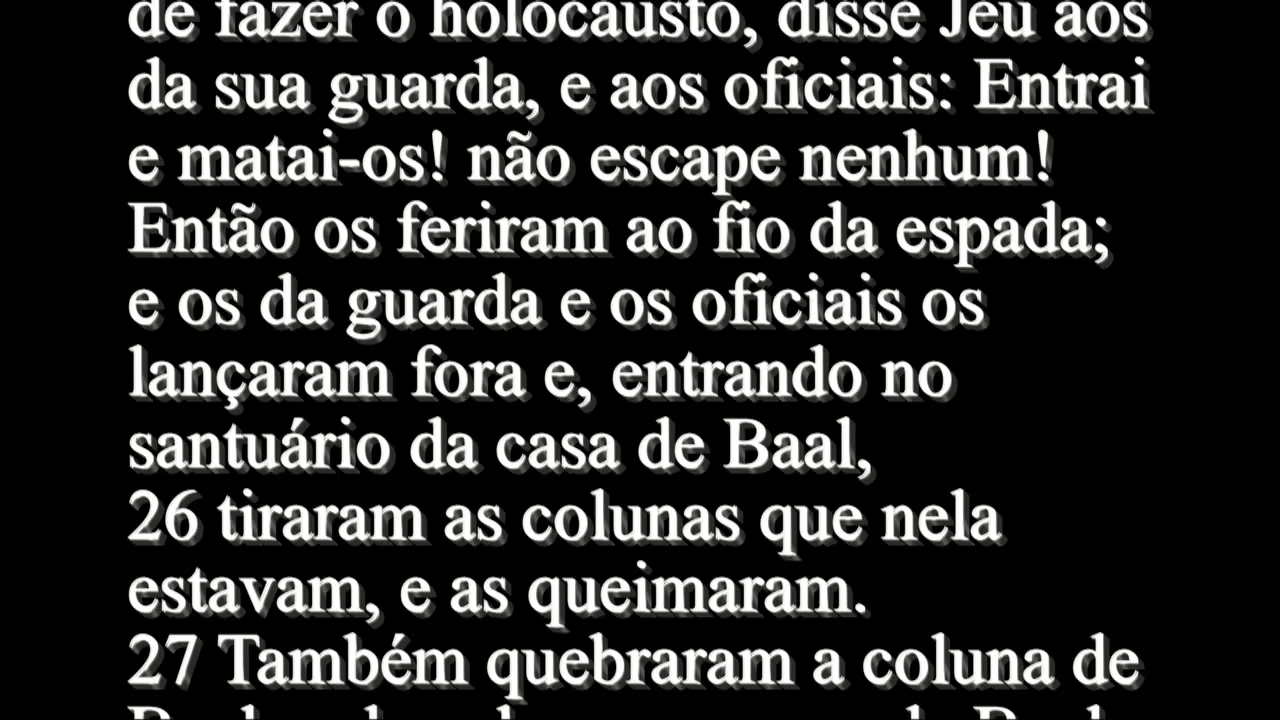 de fazer o holocausto, disse Jeú aos
da sua guarda, e aos oficiais: Entrai
e matai-os! não escape nenhum!
Então os feriram ao fio da espada;
e os da guarda e os oficiais os
lançaram fora e, entrando no
santuário da casa de Baal,
26 tiraram as colunas que nela
estavam, e as queimaram.
27 Também quebraram a coluna de